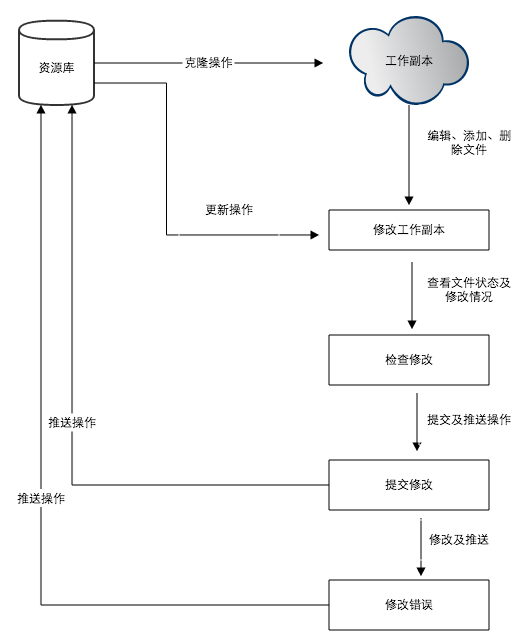 资源库
克隆操作
工作副本
编辑、添加、删
除文件
更新操作
修改工作副本
查看文件状态及
修改情况
检查修改
推送操作
提交及推送操作
提交修改
推送操作
修改及推送
修改错误